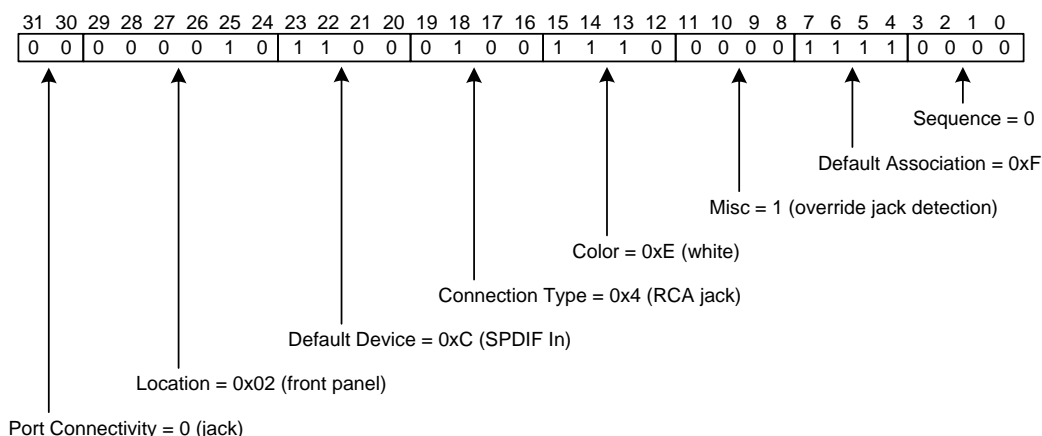 31 30 29 28 27 26 25 24 23 22 21 20 19 18 17 16 15 14 13 12 11 10 9 8 7 6 5 4 3 2 1 0
0 0 0 0 0 0 1 0 1 1 0 0 0 1 0 0 1 1 1 0 0 0 0 0 1 1 1 1 0 0 0 0
Sequence = 0
Default Association = 0xF
Misc = 1 (override jack detection)
Color = 0xE (white)
Connection Type = 0x4 (RCA jack)
Default Device = 0xC (SPDIF In)
Location = 0x02 (front panel)
Port Connectivity = 0 (jack)